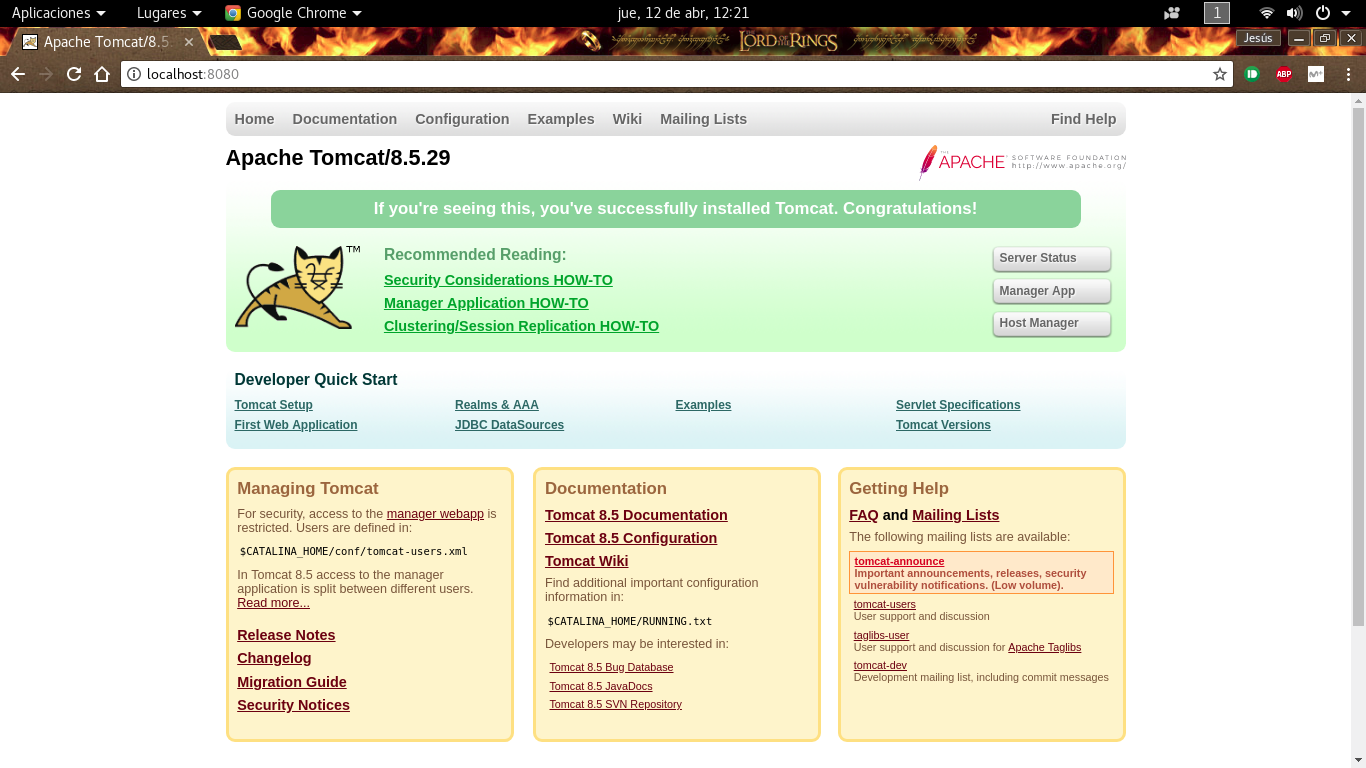 Aplicaciones Lugares Google Chrome jue, 12 de abr, 12:21 1
Apache Tomcat/8.5 THE LORD OF THE RINGS Jesús
localhost:8080 ABP M+
Home Documentation Configuration Examples Wiki Mailing Lists Find Help
Apache Tomcat/8.5.29
THE APACHE SOFTWARE FOUNDATION
http://www.apache.org/
If you're seeing this, you've successfully installed Tomcat. Congratulations!
TM
Recommended Reading:
Security Considerations HOW-TO
Manager Application HOW-TO
Clustering/Session Replication HOW-TO
Server Status
Manager App
Host Manager
Developer Quick Start
Tomcat Setup Realms & AAA Examples Servlet Specifications
First Web Application JDBC DataSources Tomcat Versions
Managing Tomcat
For security, access to the manager webapp is
restricted. Users are defined in:
$CATALINA_HOME/conf/tomcat-users.xml
In Tomcat 8.5 access to the manager
application is split between different users.
Read more...
Release Notes
Changelog
Migration Guide
Security Notices
Documentation
Tomcat 8.5 Documentation
Tomcat 8.5 Configuration
Tomcat Wiki
Find additional important configuration
information in:
$CATALINA_HOME/RUNNING.txt
Developers may be interested in:
Tomcat 8.5 Bug Database
Tomcat 8.5 JavaDocs
Tomcat 8.5 SVN Repository
Getting Help
FAQ and Mailing Lists
The following mailing lists are available:
tomcat-announce
Important announcements, releases, security
vulnerability notifications. (Low volume).
tomcat-users
User support and discussion
taglibs-user
User support and discussion for Apache Taglibs
tomcat-dev
Development mailing list, including commit messages